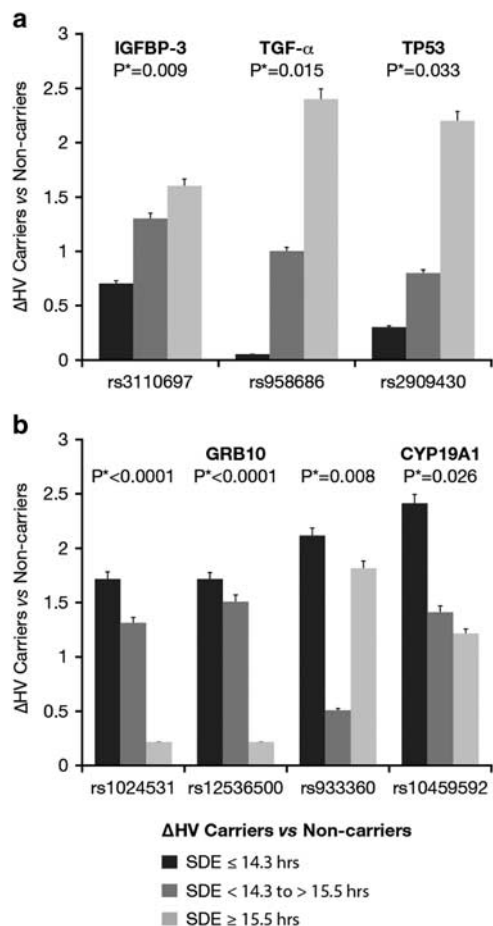 a
3
2.5
2
1.5
1
0.5
0
ΔHV Carriers vs Non-carriers
IGFBP-3 TGF-α TP53
P*=0.009 P*=0.015 P*=0.033
rs3110697 rs958686 rs2909430
b
3
2.5
2
1.5
1
0.5
0
ΔHV Carriers vs Non-carriers
GRB10 CYP19A1
P*<0.0001 P*<0.0001 P*=0.008 P*=0.026
rs1024531 rs12536500 rs933360 rs10459592
ΔHV Carriers vs Non-carriers
SDE ≤ 14.3 hrs
SDE < 14.3 to > 15.5 hrs
SDE ≥ 15.5 hrs